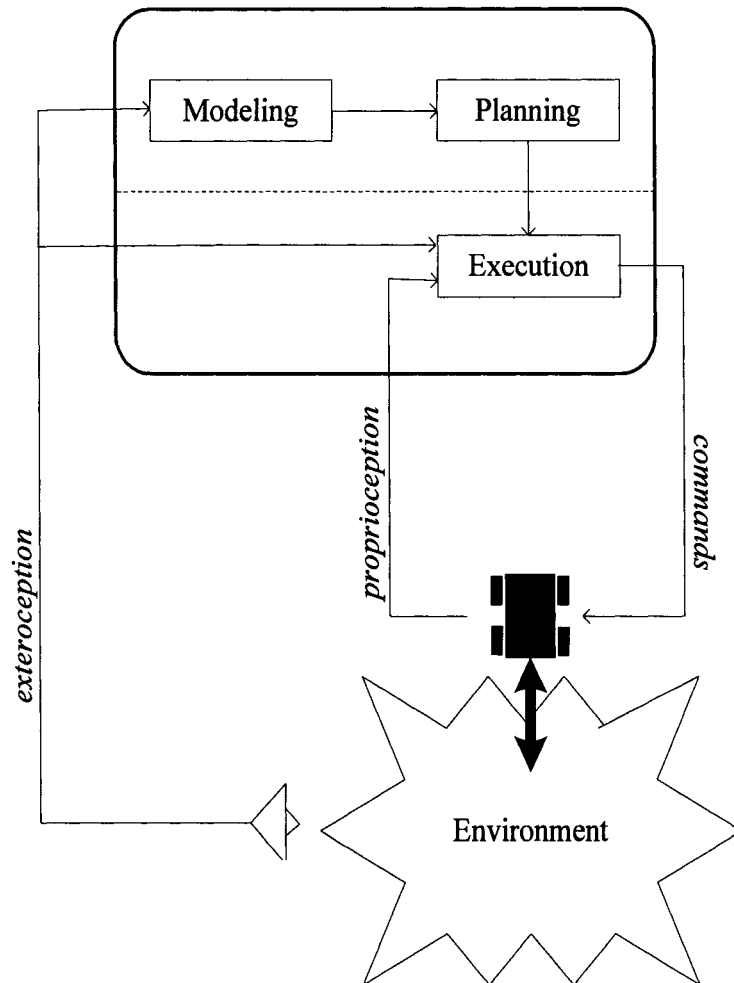 Modeling
Planning
Execution
exteroception
proprioception
commands
Environment